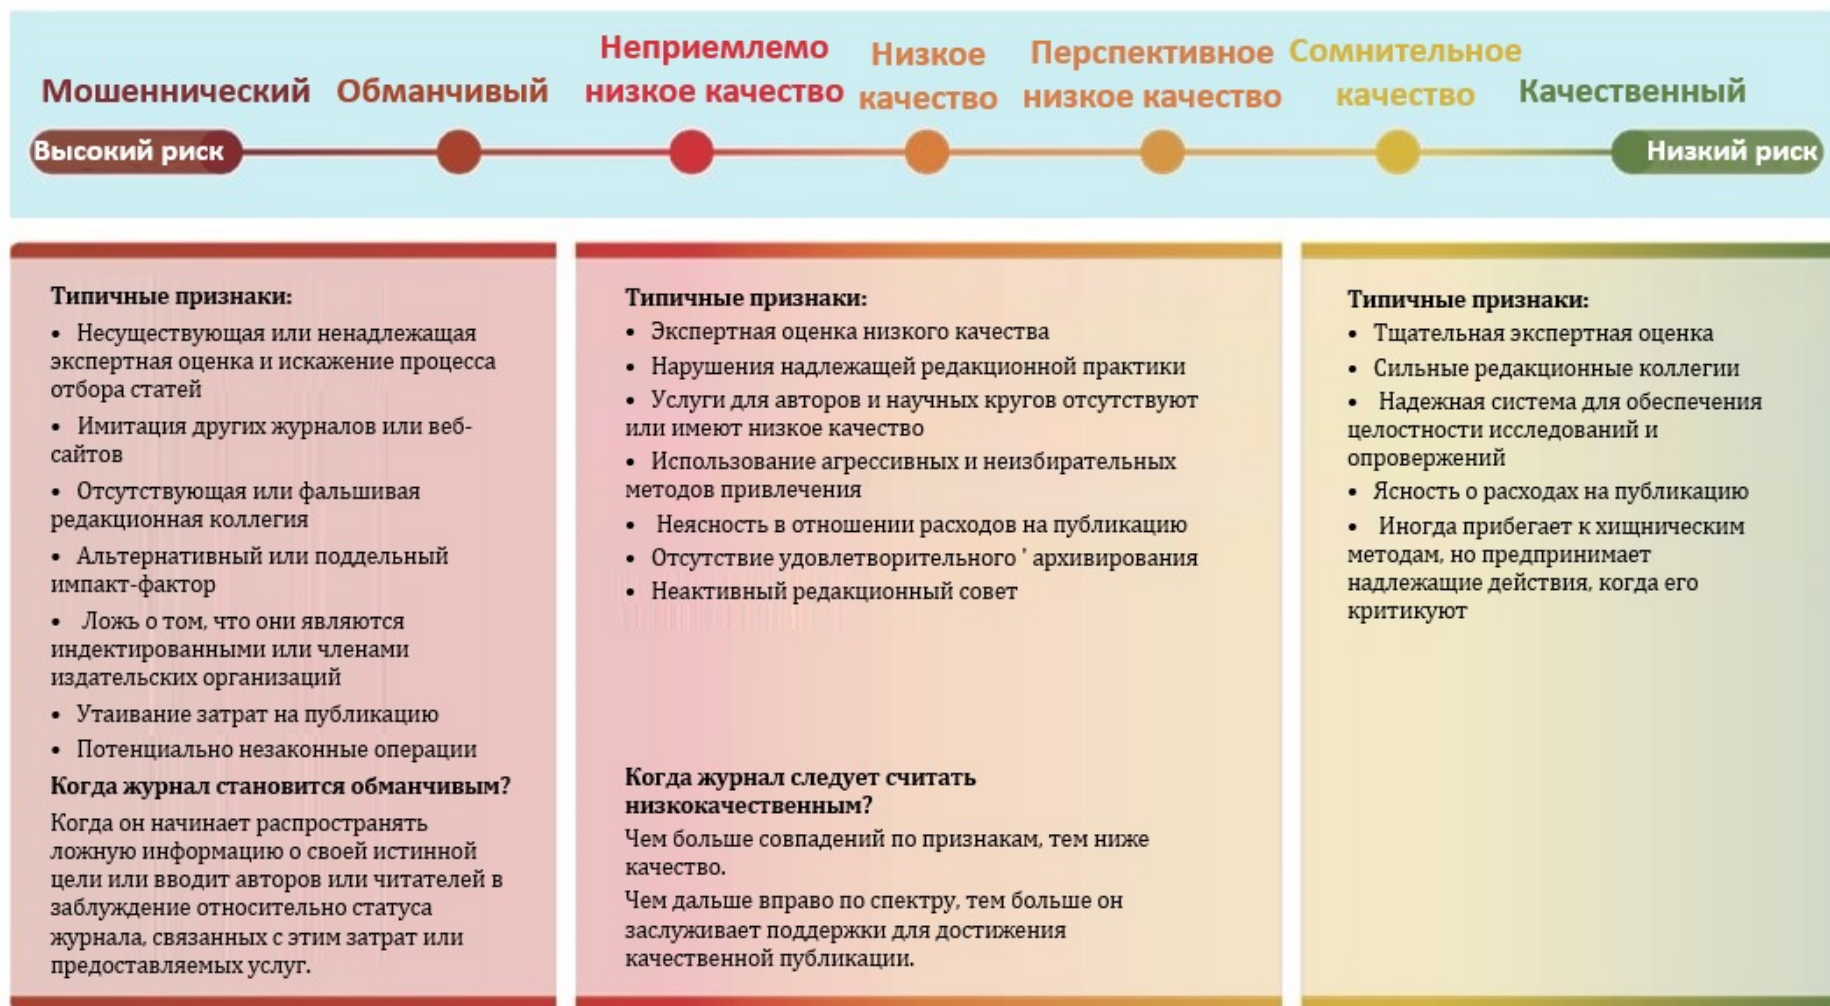 Мошеннический
Обманчивый
Неприемлемо
низкое качество
Низкое
качество
Перспективное
низкое качество
Сомнительное
качество
Качественный
Высокий риск
Низкий риск
Типичные признаки:
• Несуществующая или ненадлежащая
экспертная оценка и искажение процесса
отбора статей
• Имитация других журналов или веб-
сайтов
• Отсутствующая или фальшивая
редакционная коллегия
• Альтернативный или поддельный
импакт-фактор
• Ложь о том, что они являются
индектированными или членами
издательских организаций
• Утаивание затрат на публикацию
• Потенциально незаконные операции
Когда журнал становится обманчивым?
Когда он начинает распространять
ложную информацию о своей истинной
цели или вводит авторов или читателей в
заблуждение относительно статуса
журнала, связанных с этим затрат или
предоставляемых услуг.
Типичные признаки:
• Экспертная оценка низкого качества
• Нарушения надлежащей редакционной практики
• Услуги для авторов и научных кругов отсутствуют
или имеют низкое качество
• Использование агрессивных и неизбирательных
методов привлечения
• Неясность в отношении расходов на публикацию
• Отсутствие удовлетворительного ' архивирования
• Неактивный редакционный совет
Когда журнал следует считать
низкокачественным?
Чем больше совпадений по признакам, тем ниже
качество.
Чем дальше вправо по спектру, тем больше он
заслуживает поддержки для достижения
качественной публикации.
Типичные признаки:
• Тщательная экспертная оценка
• Сильные редакционные коллегии
• Надежная система для обеспечения
целостности исследований и
опровержений
• Ясность о расходах на публикацию
• Иногда прибегает к хищническим
методам, но предпринимает
надлежащие действия, когда его
критикуют